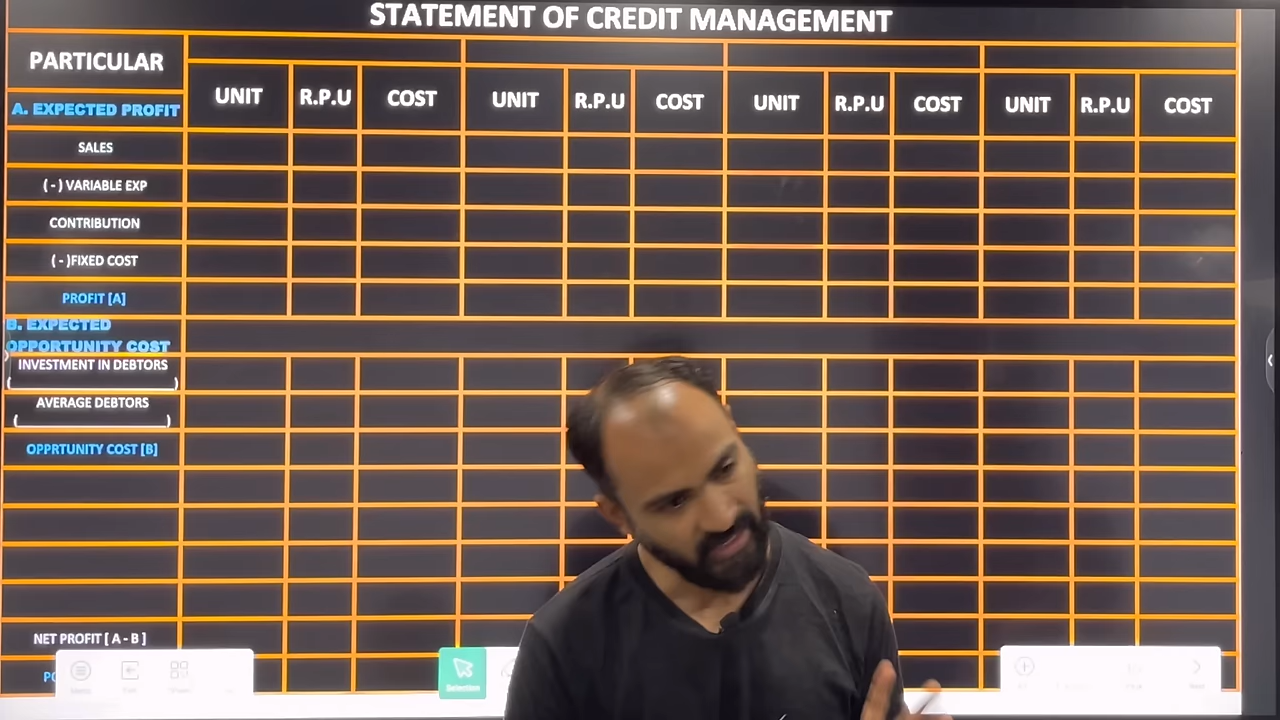 STATEMENT OF CREDIT MANAGEMENT
PARTICULAR
UNIT R.P.U COST UNIT R.P.U COST UNIT R.P.U COST UNIT R.P.U COST
A. EXPECTED PROFIT
SALES
( - ) VARIABLE EXP
CONTRIBUTION
( - )FIXED COST
PROFIT [A]
B. EXPECTED
OPPORTUNITY COST
INVESTMENT IN DEBTORS
(                    )
AVERAGE DEBTORS
(                    )
OPPRTUNITY COST [B]
NET PROFIT [ A - B ]
Selection